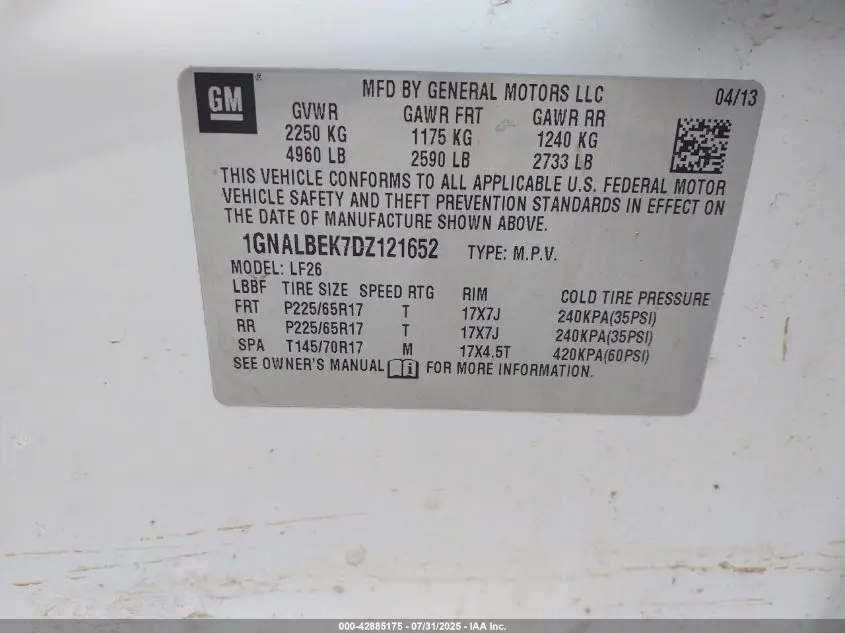 GM ®
MFD BY GENERAL MOTORS LLC 04/13
GVWR GAWR FRT GAWR RR
2250 KG 1175 KG 1240 KG
4960 LB 2590 LB 2733 LB
THIS VEHICLE CONFORMS TO ALL APPLICABLE U.S. FEDERAL MOTOR
VEHICLE SAFETY AND THEFT PREVENTION STANDARDS IN EFFECT ON
THE DATE OF MANUFACTURE SHOWN ABOVE.
1GNALBEK7DZ121652 TYPE: M.P.V.
MODEL: LF26
LBBF TIRE SIZE SPEED RTG RIM COLD TIRE PRESSURE
FRT P225/65R17 T 17X7J 240KPA(35PSI)
RR P225/65R17 T 17X7J 240KPA(35PSI)
SPA T145/70R17 M 17X4.5T 420KPA(60PSI)
SEE OWNER'S MANUAL i FOR MORE INFORMATION.
000-42885175 - 07/31/2025 - IAA Inc.